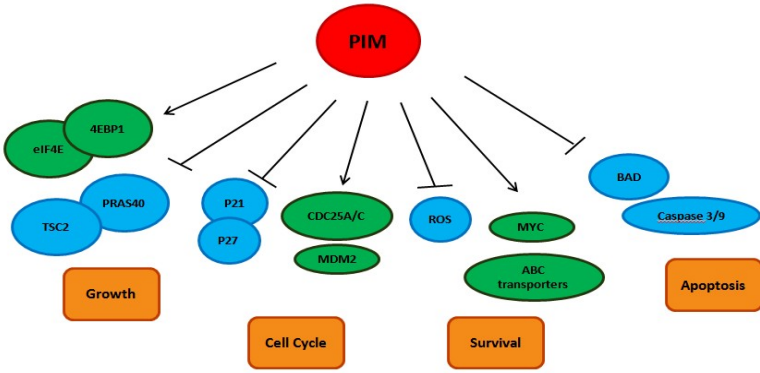 PIM
4EBP1
eIF4E
PRAS40
TSC2
P21
P27
CDC25A/C
MDM2
ROS
MYC
ABC
transporters
BAD
Caspase 3/9
Growth
Cell Cycle
Survival
Apoptosis